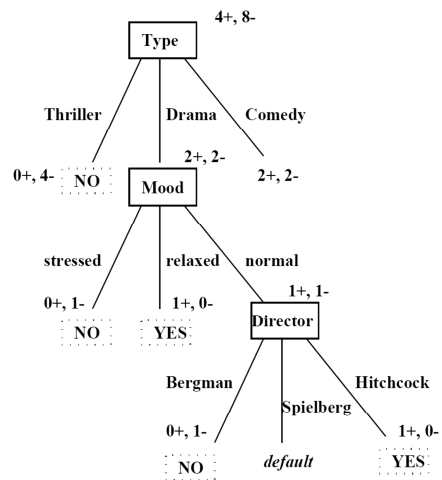 4+, 8-
Type
Thriller Drama Comedy
2+, 2-
0+, 4- NO Mood 2+, 2-
stressed relaxed normal
0+, 1- 1+, 0- 1+, 1-
NO YES Director
Bergman Hitchcock
Spielberg
0+, 1- 1+, 0-
NO default YES